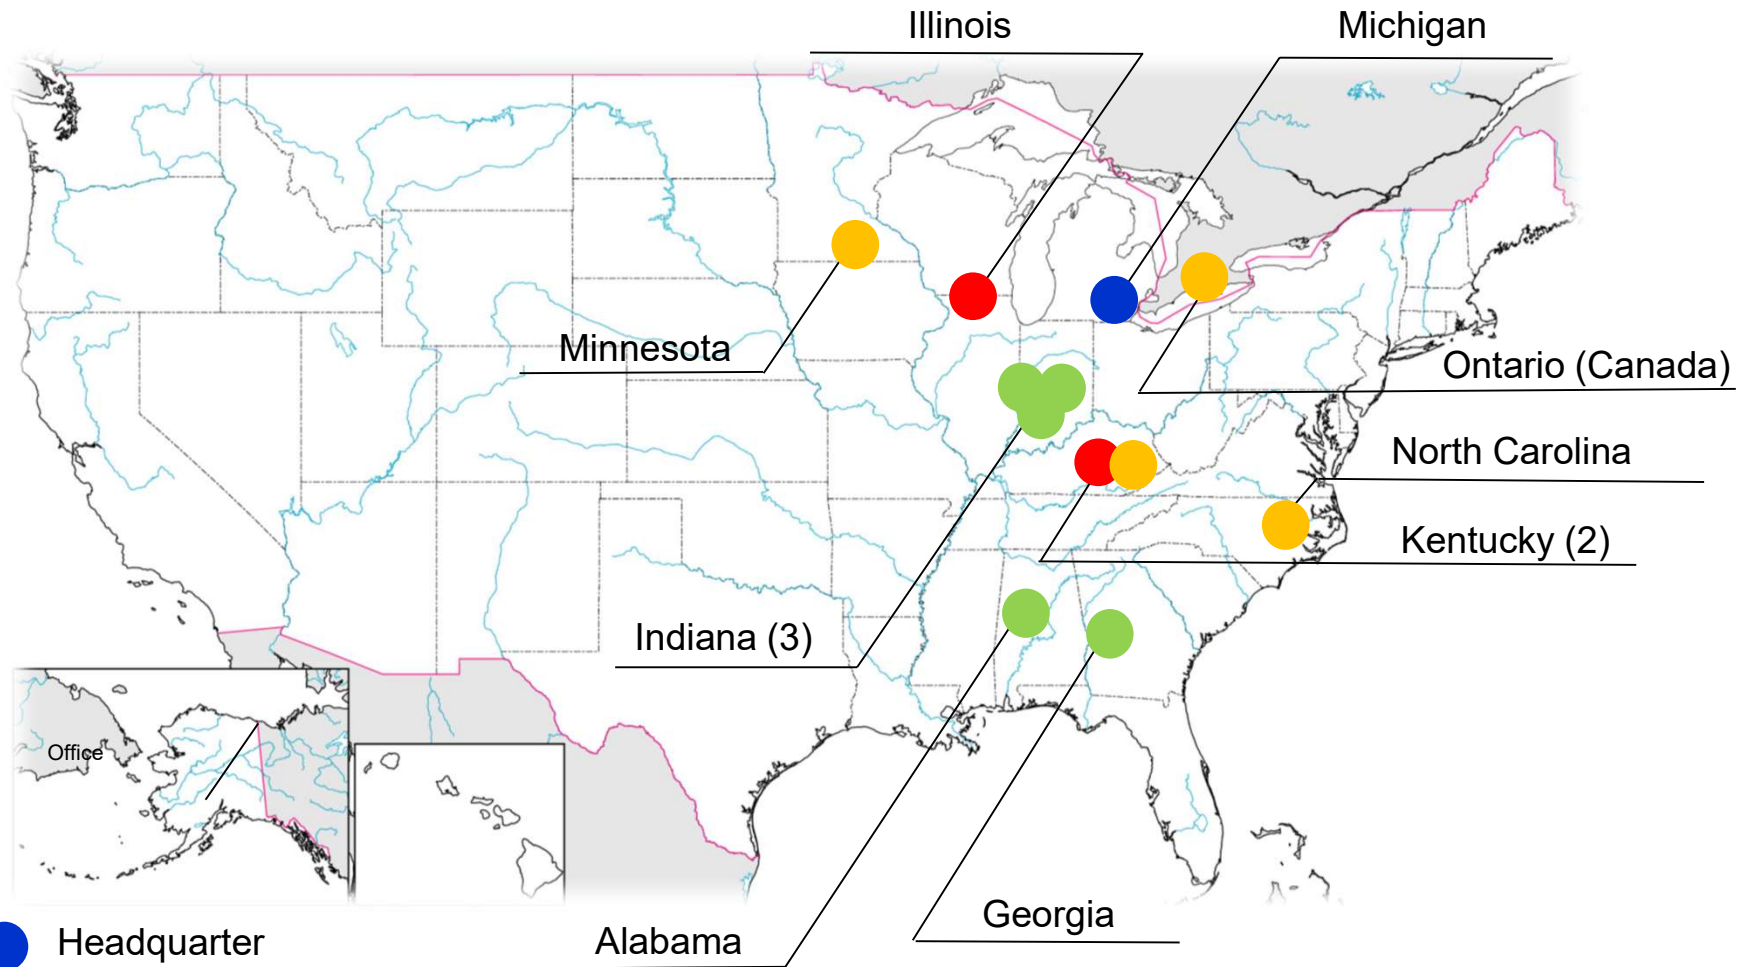 Illinois
Michigan
Minnesota
Ontario (Canada)
North Carolina
Kentucky (2)
Indiana (3)
Office
Georgia
Alabama
Headquarter